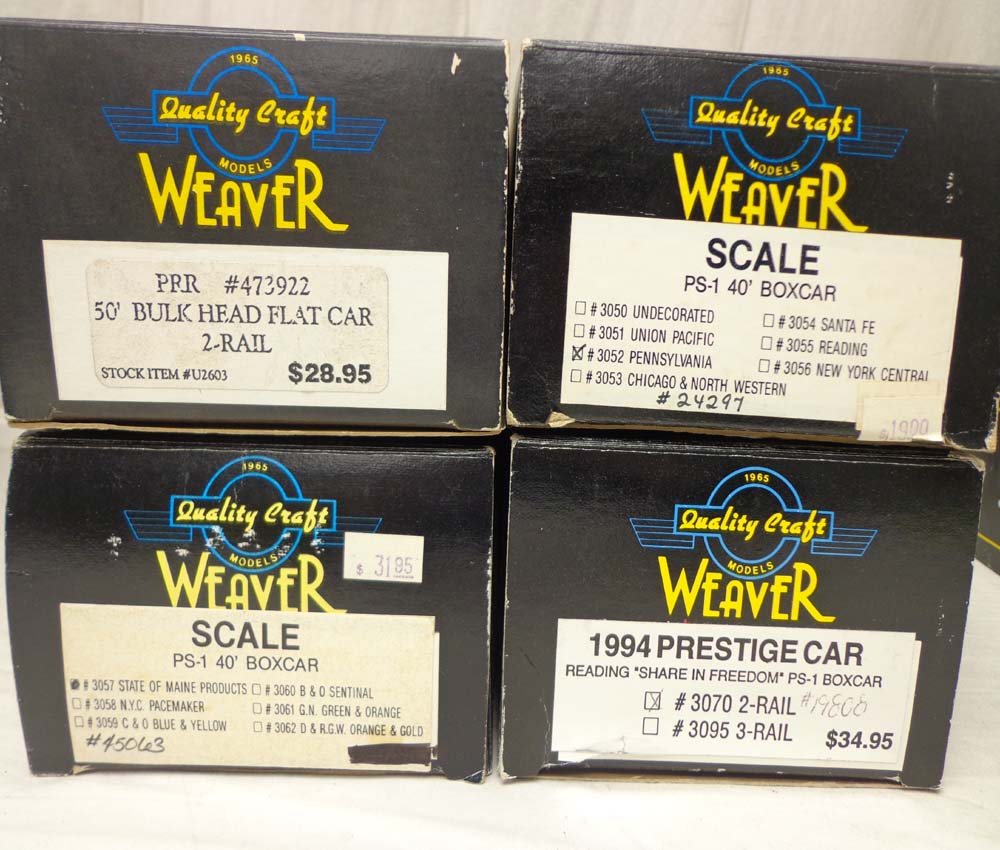 1965
Quality Craft
MODELS
WEAVER
PRR #473922
50' BULK HEAD FLAT CAR
2-RAIL
STOCK ITEM #U2603 $28.95
1965
Quality Craft
MODELS
WEAVER
SCALE
PS-1 40' BOXCAR
# 3050 UNDECORATED
# 3051 UNION PACIFIC
# 3052 PENNSYLVANIA
# 3053 CHICAGO & NORTH WESTERN
# 3054 SANTA FE
# 3055 READING
# 3056 NEW YORK CENTRAL
# 24297
1965
Quality Craft
MODELS
WEAVER
$ 31.95
SCALE
PS-1 40' BOXCAR
# 3057 STATE OF MAINE PRODUCTS
# 3058 N.Y.C. PACEMAKER
# 3059 C & O BLUE & YELLOW
# 3060 B & O SENTINAL
# 3061 G.N. GREEN & ORANGE
# 3062 D & R.G.W. ORANGE & GOLD
#45063
1965
Quality Craft
MODELS
WEAVER
1994 PRESTIGE CAR
READING "SHARE IN FREEDOM" PS-1 BOXCAR
# 3070 2-RAIL
# 3095 3-RAIL
$34.95